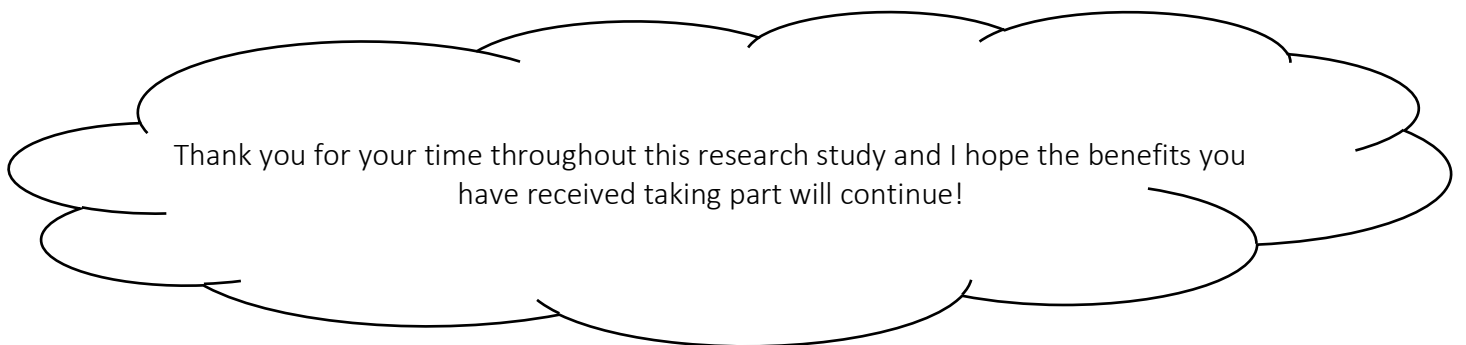 Thank you for your time throughout this research study and I hope the benefits you
have received taking part will continue!